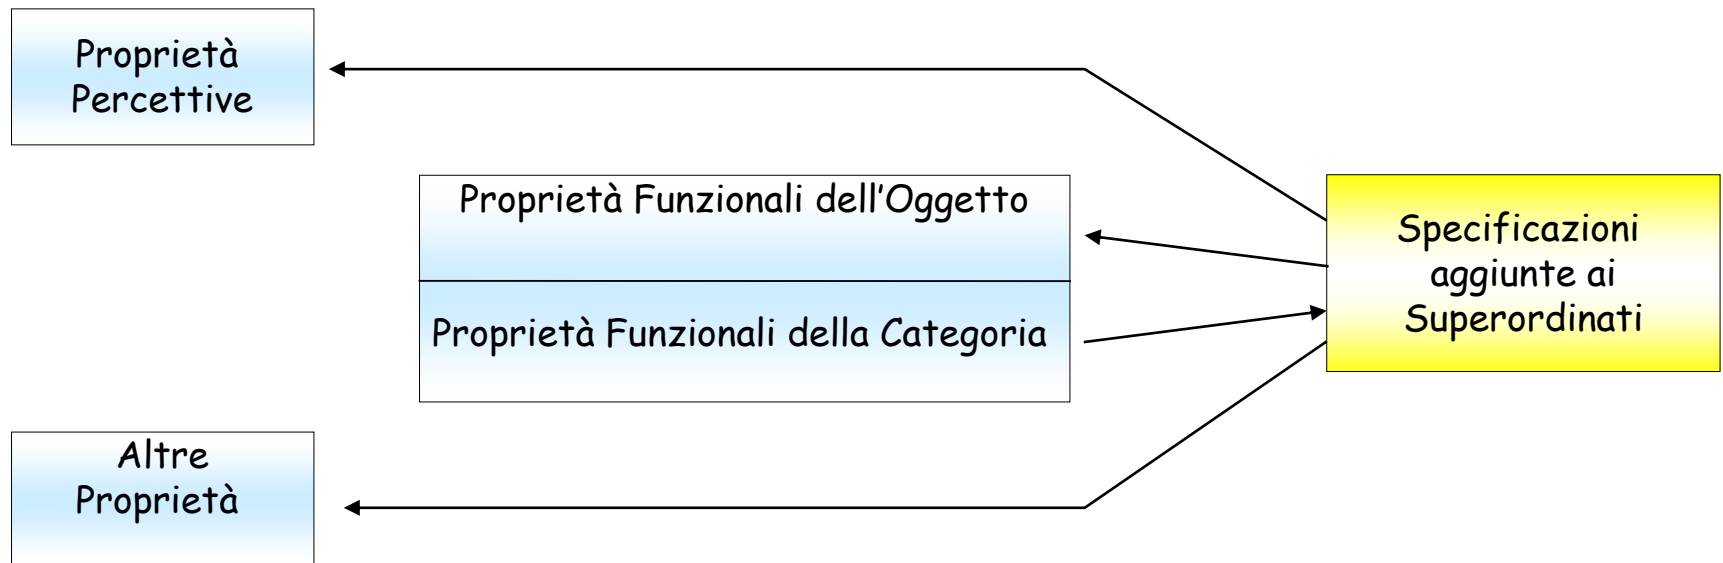 Proprietà
Percettive
Proprietà Funzionali dell'Oggetto
Proprietà Funzionali della Categoria
Specificazioni
aggiunte ai
Superordinati
Altre
Proprietà